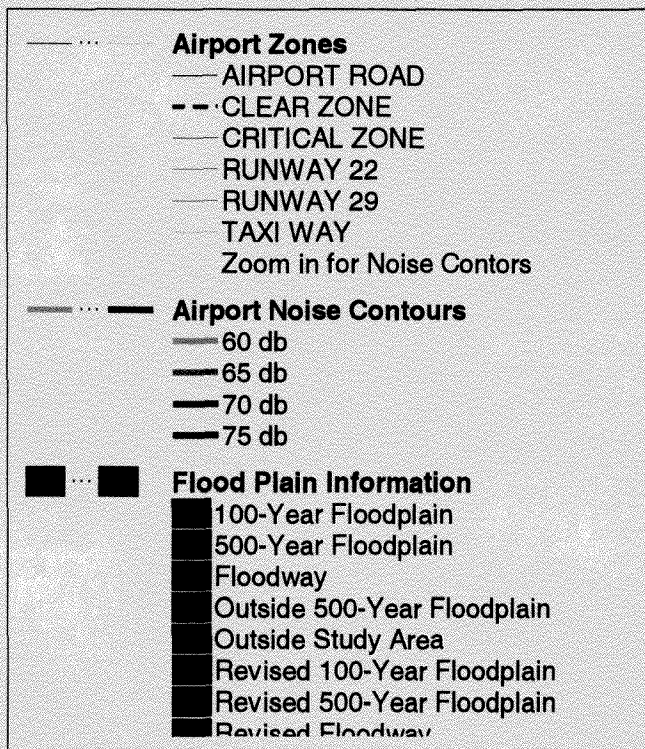 Airport Zones
AIRPORT ROAD
CLEAR ZONE
CRITICAL ZONE
RUNWAY 22
RUNWAY 29
TAXI WAY
Zoom in for Noise Contors
Airport Noise Contours
60 db
65 db
70 db
75 db
Flood Plain Information
100-Year Floodplain
500-Year Floodplain
Floodway
Outside 500-Year Floodplain
Outside Study Area
Revised 100-Year Floodplain
Revised 500-Year Floodplain
Revised Floodway